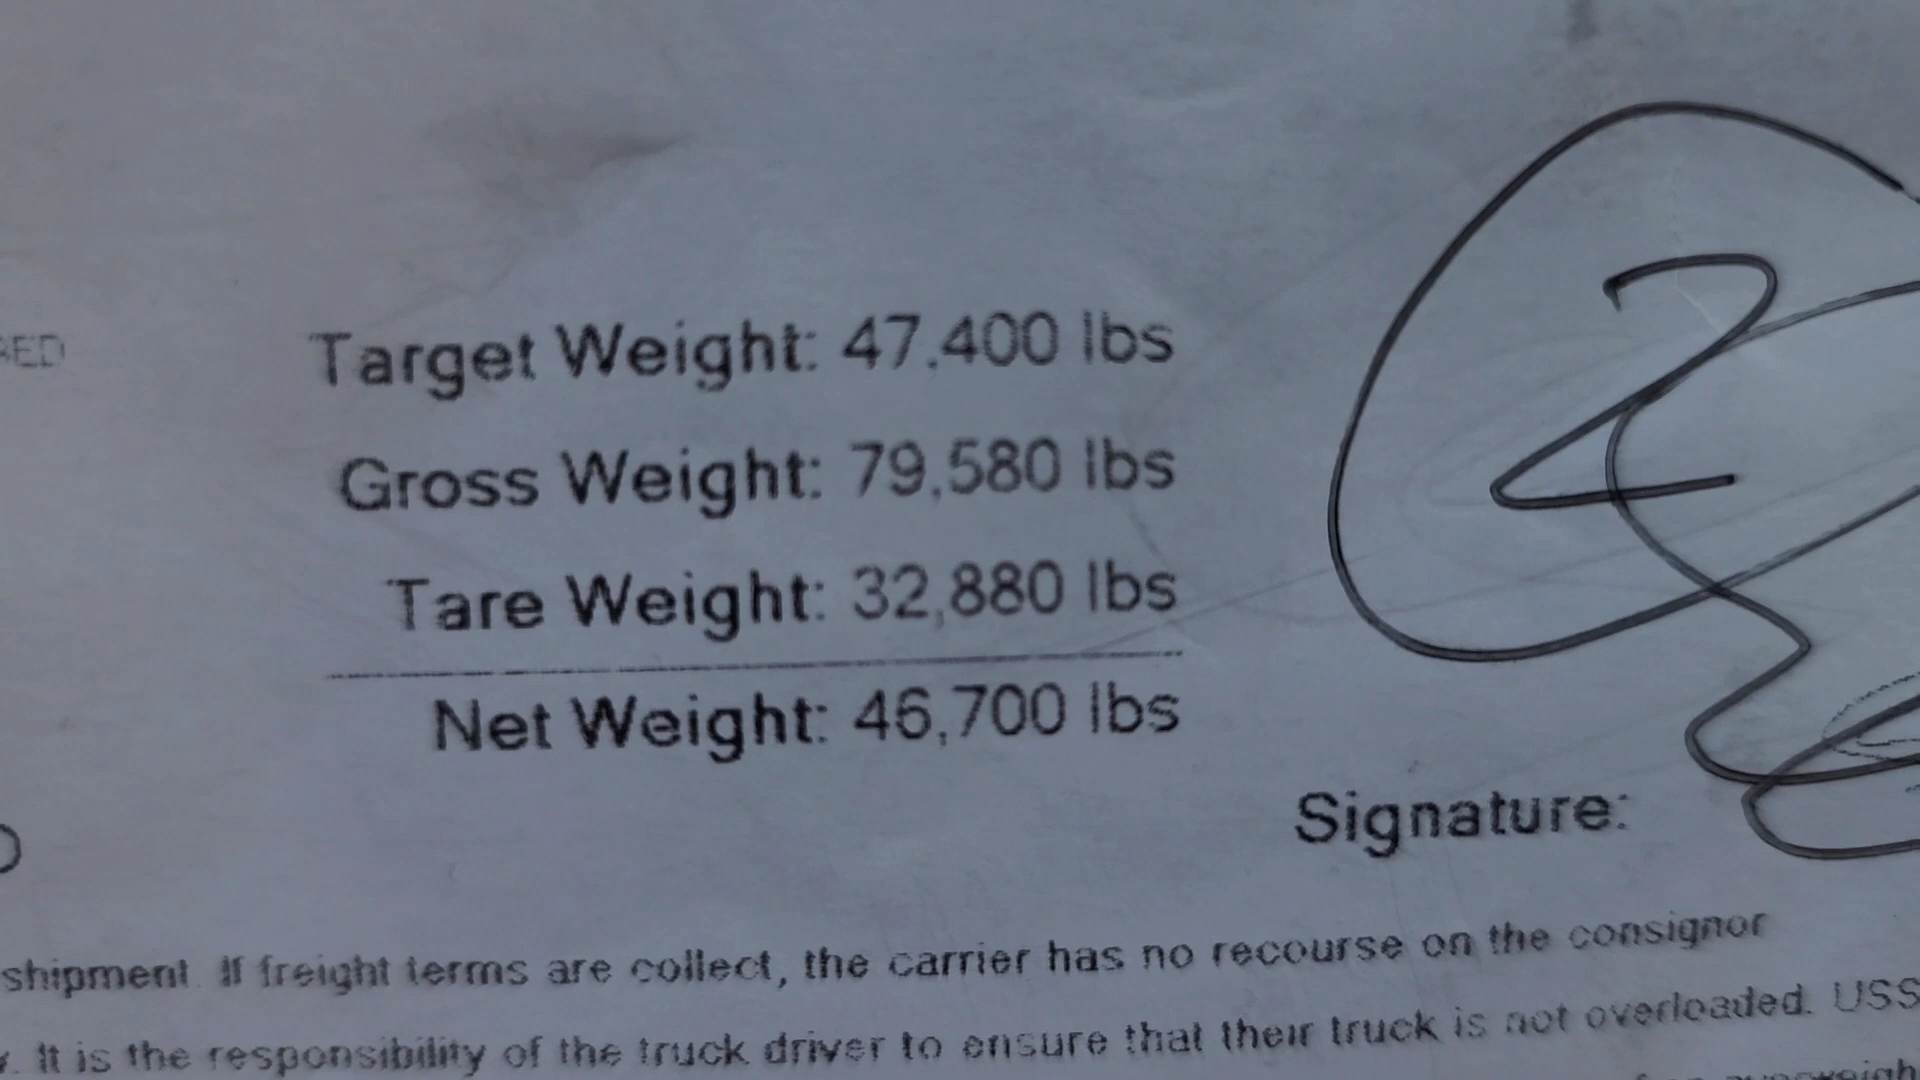 Target Weight: 47,400 lbs
Gross Weight: 79,580 lbs
Tare Weight: 32,880 lbs
Net Weight: 46,700 lbs
Signature:
shipment. If freight terms are collect, the carrier has no recourse on the consignor
It is the responsibility of the truck driver to ensure that their truck is not overloaded. USS